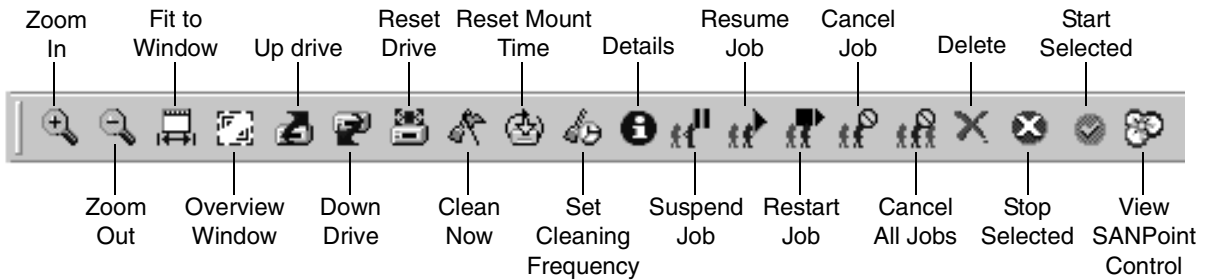 Zoom In
Fit to Window
Up drive
Reset Drive
Reset Mount Time
Details
Resume Job
Cancel Job
Delete
Start Selected
Zoom Out
Overview Window
Down Drive
Clean Now
Set Cleaning Frequency
Suspend Job
Restart Job
Cancel All Jobs
Stop Selected
View SANPoint Control